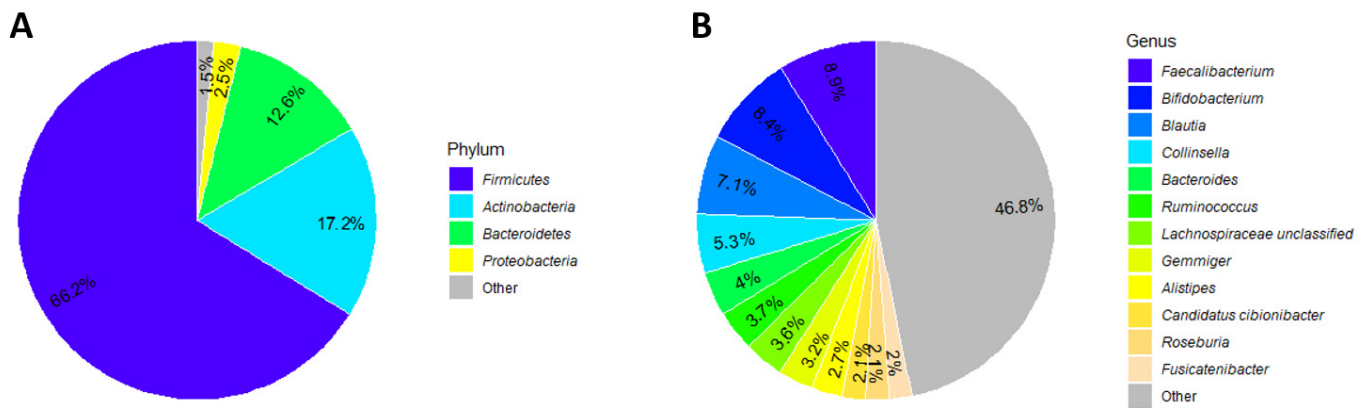 A
1.5%
2.5%
12.6%
17.2%
66.2%
Phylum
Firmicutes
Actinobacteria
Bacteroidetes
Proteobacteria
Other
B
8.9%
8.4%
7.1%
5.3%
4%
3.7%
3.6%
3.2%
2.7%
2.1%
2.1%
2%
46.8%
Genus
Faecalibacterium
Bifidobacterium
Blautia
Collinsella
Bacteroides
Ruminococcus
Lachnospiraceae unclassified
Gemmiger
Alistipes
Candidatus cibionibacter
Roseburia
Fusicatenibacter
Other